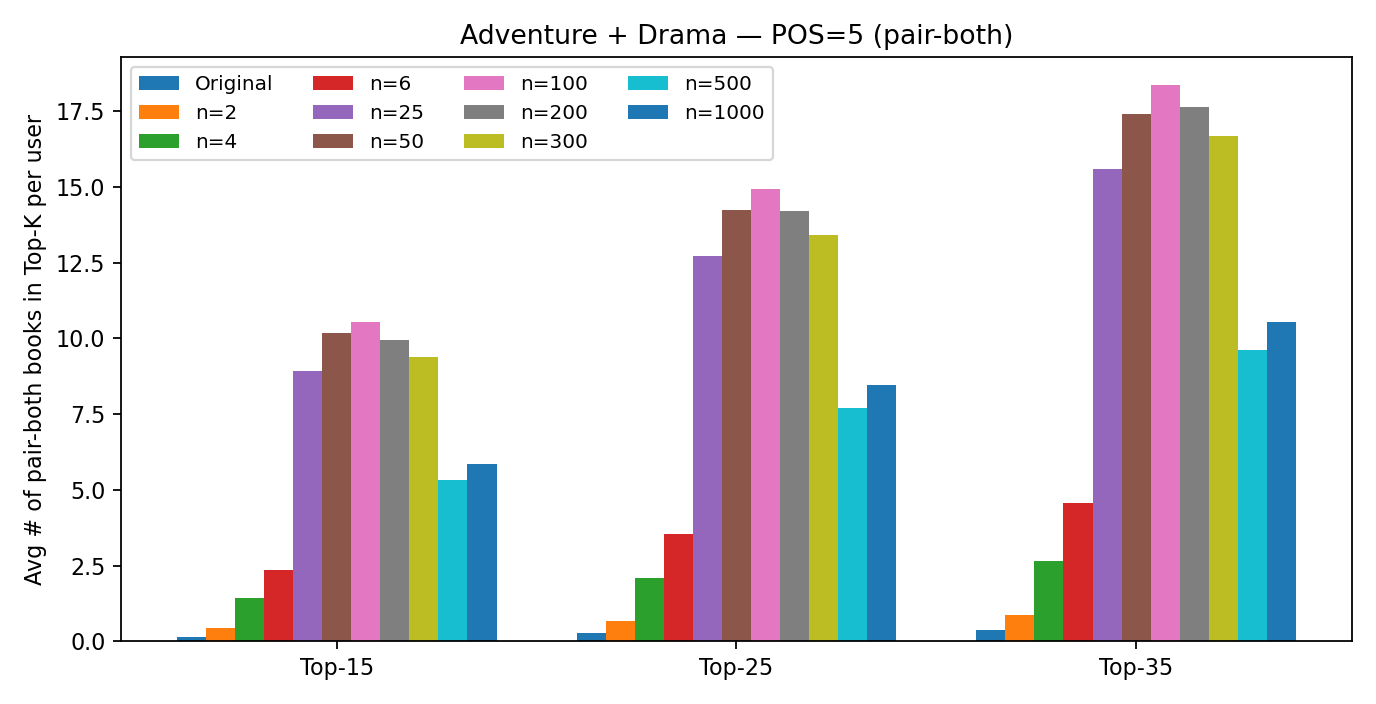 Adventure + Drama — POS=5 (pair-both)
Avg # of pair-both books in Top-K per user
17.5
15.0
12.5
10.0
7.5
5.0
2.5
0.0
Original
n=2
n=4
n=6
n=25
n=50
n=100
n=200
n=300
n=500
n=1000
Top-15
Top-25
Top-35